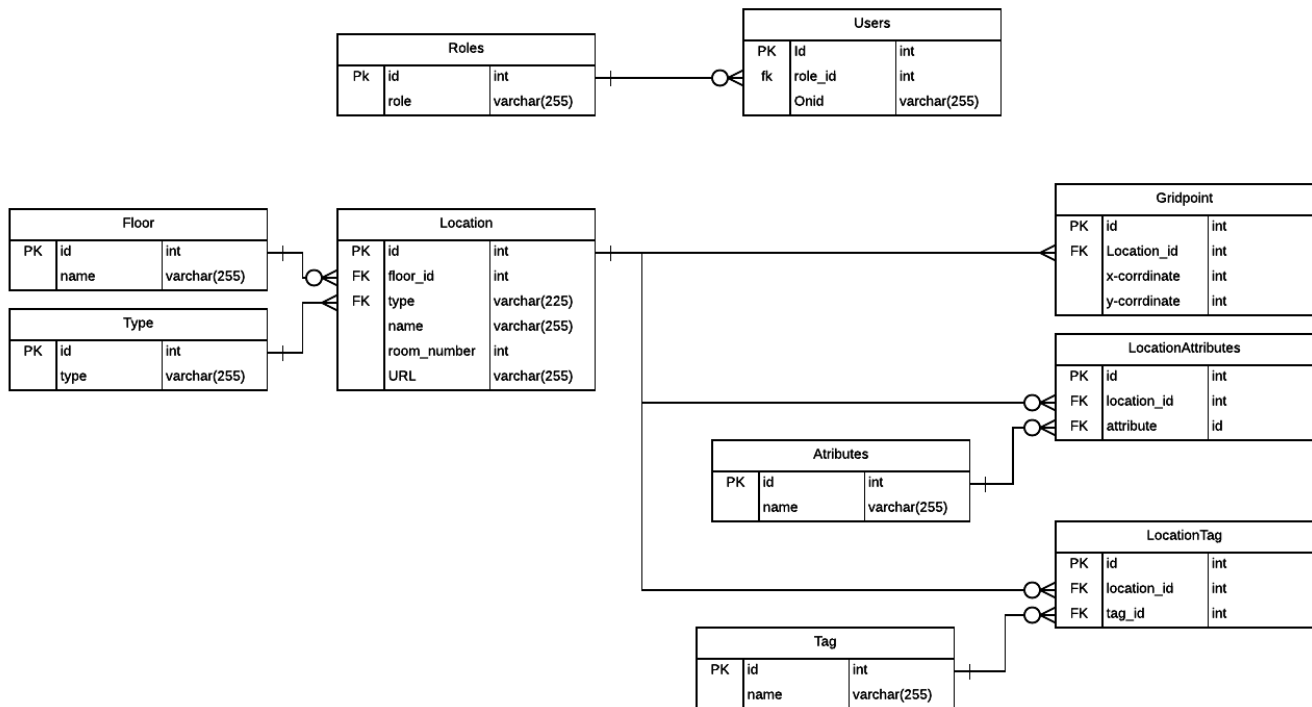 Roles
Pk id int
role varchar(255)
Users
PK Id int
fk role_id int
Onid varchar(255)
Floor
PK id int
name varchar(255)
Type
PK id int
type varchar(255)
Location
PK id int
FK floor_id int
FK type varchar(225)
name varchar(255)
room_number int
URL varchar(255)
Gridpoint
PK id int
FK Location_id int
x-corrdinate int
y-corrdinate int
LocationAttributes
PK id int
FK location_id int
FK attribute id
Atributes
PK id int
name varchar(255)
LocationTag
PK id int
FK location_id int
FK tag_id int
Tag
PK id int
name varchar(255)